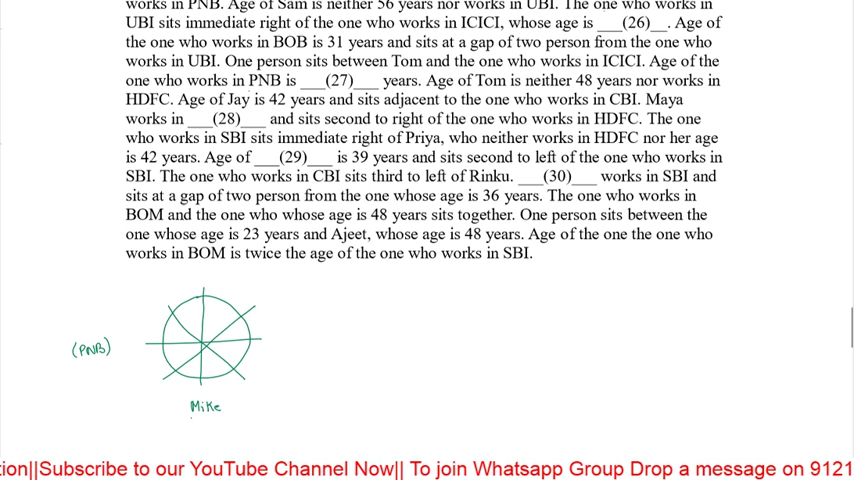 works in PNB. Age of Sam is neither 56 years nor works in UBI. The one who works in
UBI sits immediate right of the one who works in ICICI, whose age is ___(26)__. Age of
the one who works in BOB is 31 years and sits at a gap of two person from the one who
works in UBI. One person sits between Tom and the one who works in ICICI. Age of the
one who works in PNB is ___(27)___ years. Age of Tom is neither 48 years nor works in
HDFC. Age of Jay is 42 years and sits adjacent to the one who works in CBI. Maya
works in ___(28)___ and sits second to right of the one who works in HDFC. The one
who works in SBI sits immediate right of Priya, who neither works in HDFC nor her age
is 42 years. Age of ___(29)___ is 39 years and sits second to left of the one who works in
SBI. The one who works in CBI sits third to left of Rinku. ___(30)___ works in SBI and
sits at a gap of two person from the one whose age is 36 years. The one who works in
BOM and the one who whose age is 48 years sits together. One person sits between the
one whose age is 23 years and Ajeet, whose age is 48 years. Age of the one the one who
works in BOM is twice the age of the one who works in SBI.
(PNB)
Mike
ion||Subscribe to our YouTube Channel Now|| To join Whatsapp Group Drop a message on 9121